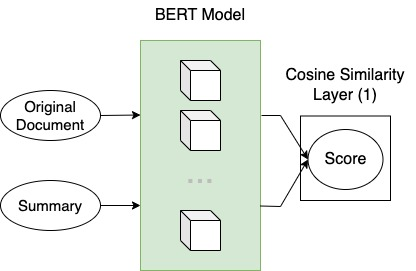 BERT Model
Original
Document
Summary
...
Cosine Similarity
Layer (1)
Score